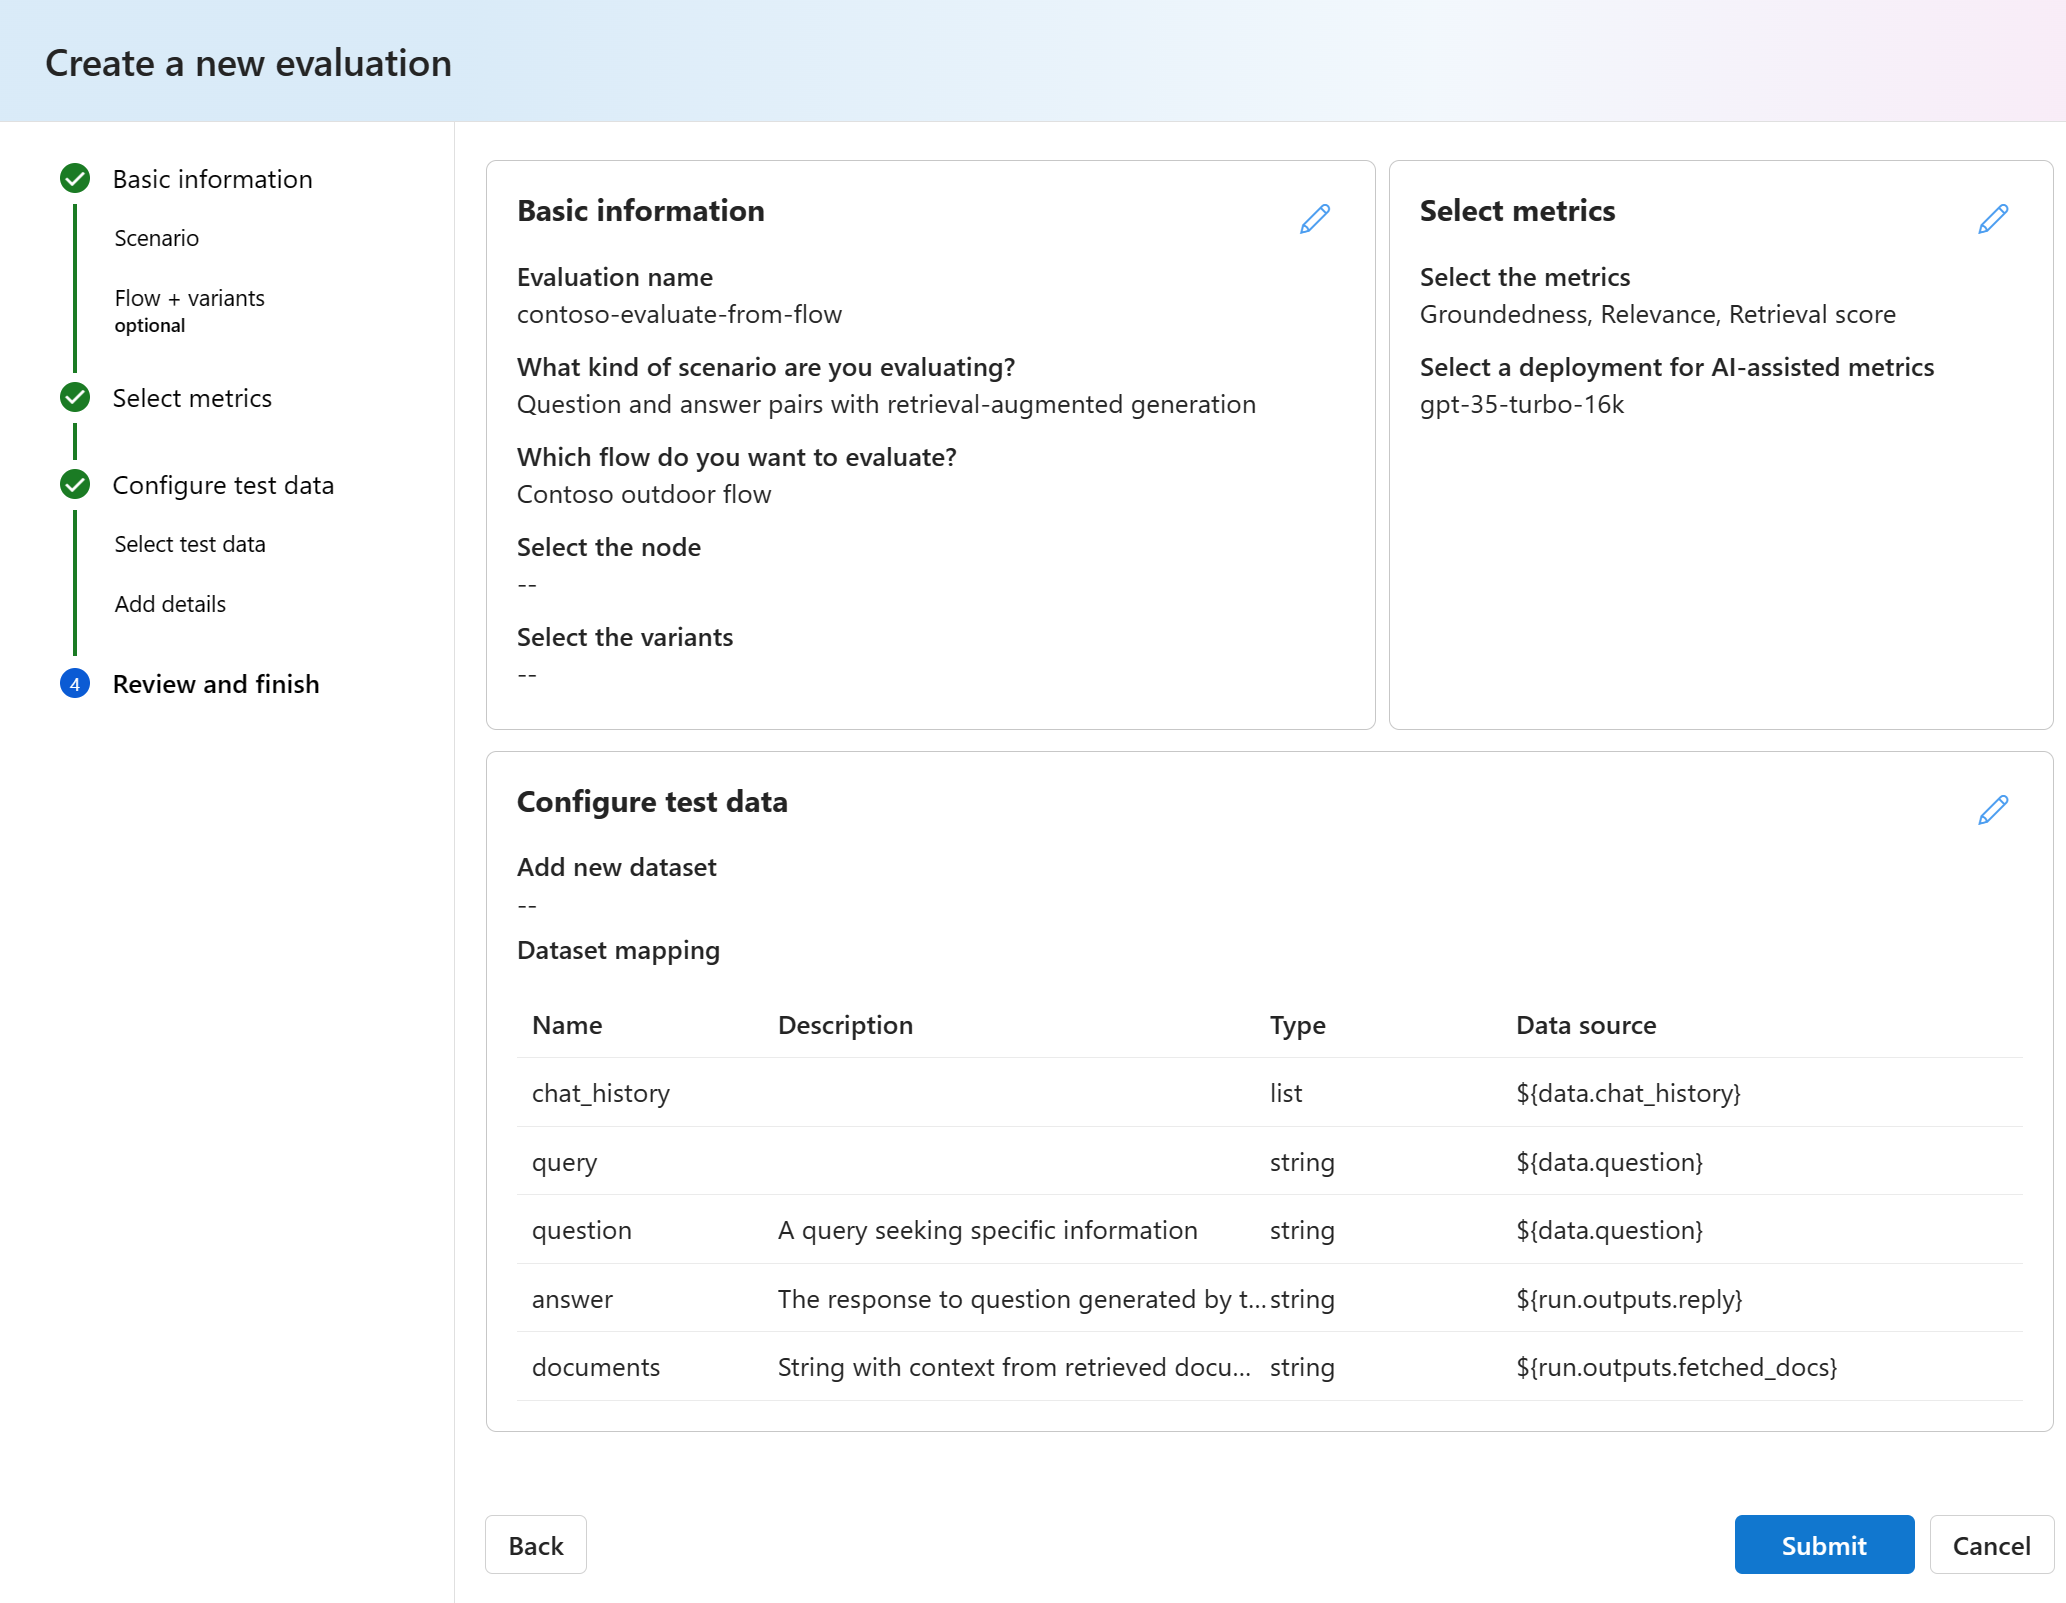 Create a new evaluation
Basic information
Scenario
Flow + variants
optional
Select metrics
Configure test data
Select test data
Add details
4 Review and finish
Basic information
Evaluation name
contoso-evaluate-from-flow
What kind of scenario are you evaluating?
Question and answer pairs with retrieval-augmented generation
Which flow do you want to evaluate?
Contoso outdoor flow
Select the node
--
Select the variants
--
Select metrics
Select the metrics
Groundedness, Relevance, Retrieval score
Select a deployment for AI-assisted metrics
gpt-35-turbo-16k
Configure test data
Add new dataset
--
Dataset mapping
Name Description Type Data source
chat_history list ${data.chat_history}
query string ${data.question}
question A query seeking specific information string ${data.question}
answer The response to question generated by t... string ${run.outputs.reply}
documents String with context from retrieved docu... string ${run.outputs.fetched_docs}
Back Submit Cancel